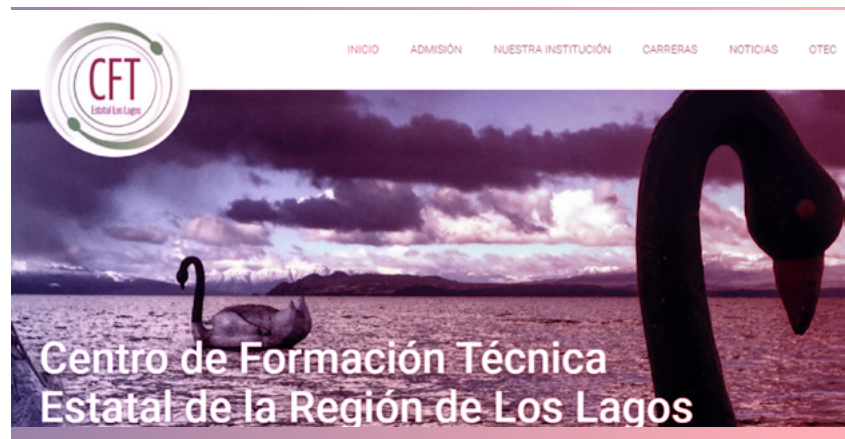 CFT
Estatal Los Lagos
INICIO ADMISIÓN NUESTRA INSTITUCIÓN CARRERAS NOTICIAS OTEC
Centro de Formación Técnica
Estatal de la Región de Los Lagos